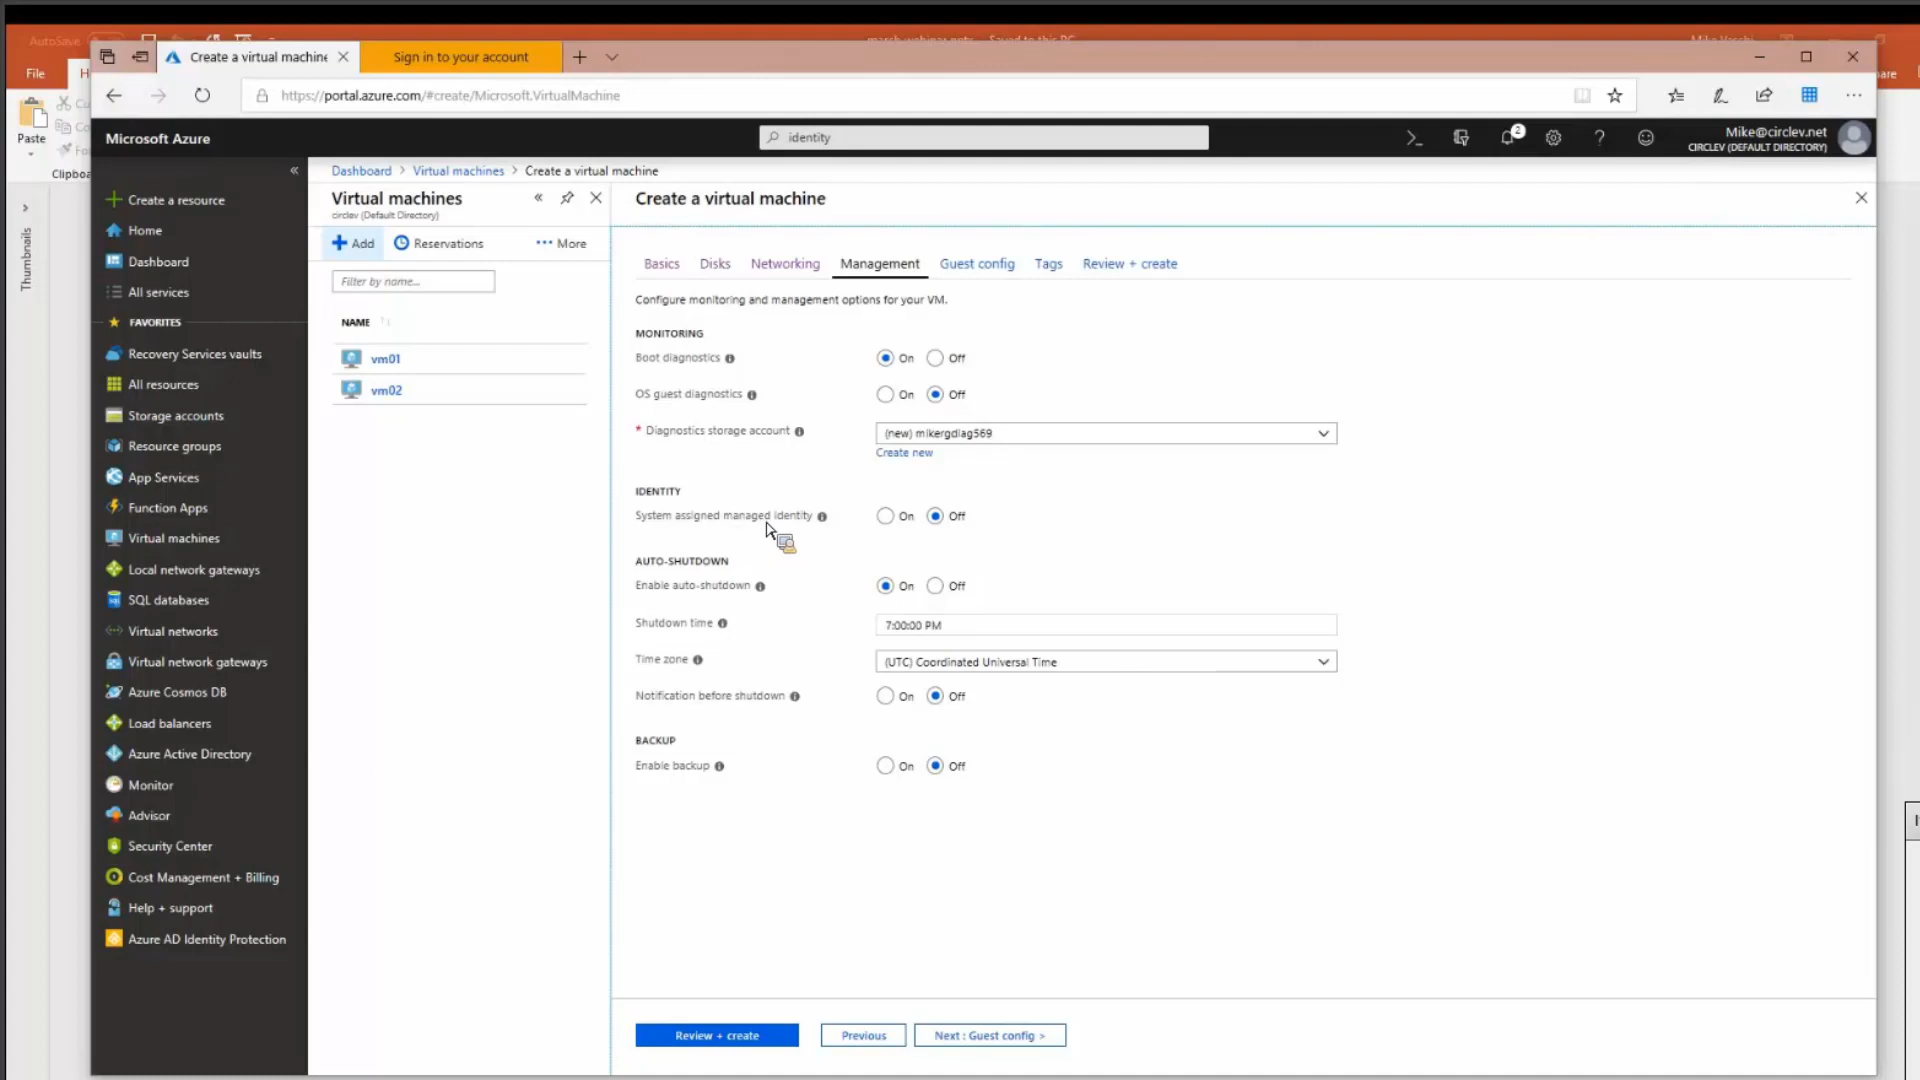 AutoSave
Saved to this PC
File
Create a virtual machine
Sign in to your account
https://portal.azure.com/#create/Microsoft.VirtualMachine
Paste
Clipboa
Thumbnails
Microsoft Azure
identity
2
Mike@circlev.net
CIRCLEV (DEFAULT DIRECTORY)
Create a resource
Home
Dashboard
All services
FAVORITES
Recovery Services vaults
All resources
Storage accounts
Resource groups
App Services
Function Apps
Virtual machines
Local network gateways
SQL databases
Virtual networks
Virtual network gateways
Azure Cosmos DB
Load balancers
Azure Active Directory
Monitor
Advisor
Security Center
Cost Management + Billing
Help + support
Azure AD Identity Protection
Dashboard > Virtual machines > Create a virtual machine
Virtual machines
circlev (Default Directory)
Add Reservations ··· More
Filter by name...
NAME
vm01
vm02
Create a virtual machine
Basics Disks Networking Management Guest config Tags Review + create
Configure monitoring and management options for your VM.
MONITORING
Boot diagnostics On Off
OS guest diagnostics On Off
* Diagnostics storage account (new) mikergdiag569
Create new
IDENTITY
System assigned managed identity On Off
AUTO-SHUTDOWN
Enable auto-shutdown On Off
Shutdown time 7:00:00 PM
Time zone (UTC) Coordinated Universal Time
Notification before shutdown On Off
BACKUP
Enable backup On Off
Review + create Previous Next : Guest config >